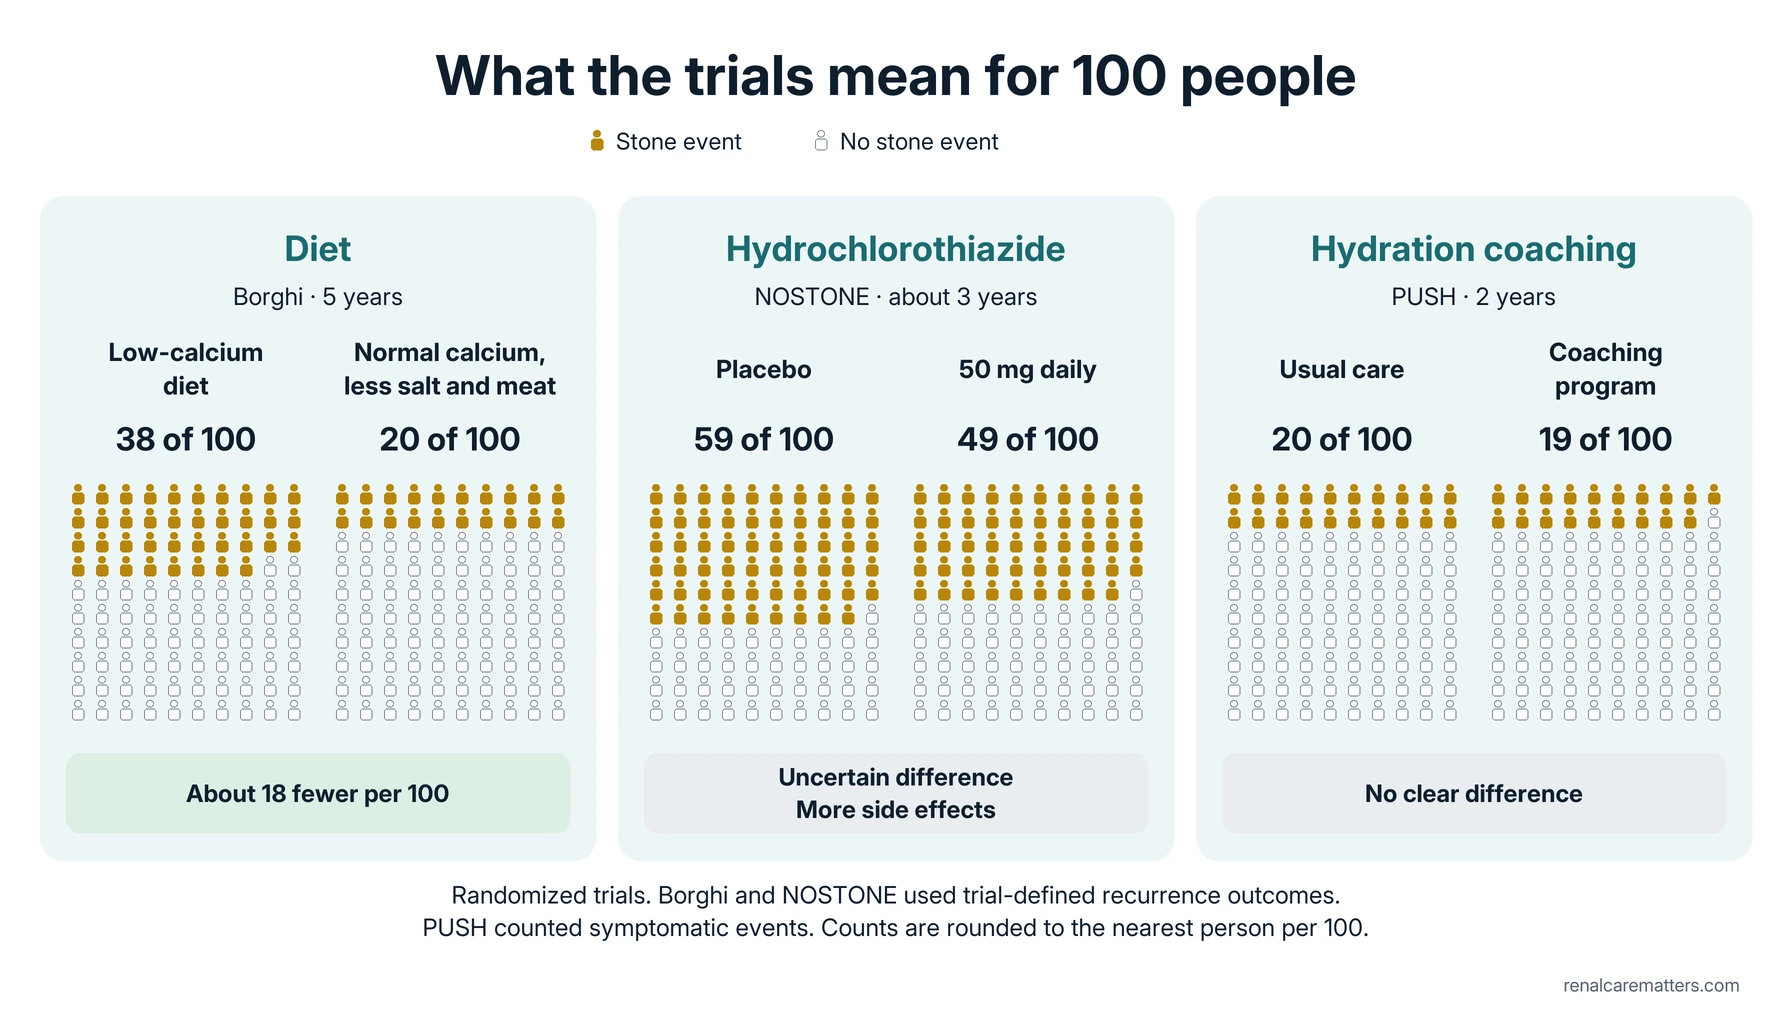 What the trials mean for 100 people
Stone event
No stone event
Diet
Borghi · 5 years
Low-calcium
diet
38 of 100
Normal calcium,
less salt and meat
20 of 100
About 18 fewer per 100
Hydrochlorothiazide
NOSTONE · about 3 years
Placebo
59 of 100
50 mg daily
49 of 100
Uncertain difference
More side effects
Hydration coaching
PUSH · 2 years
Usual care
20 of 100
Coaching
program
19 of 100
No clear difference
Randomized trials. Borghi and NOSTONE used trial-defined recurrence outcomes.
PUSH counted symptomatic events. Counts are rounded to the nearest person per 100.
renalcarematters.com